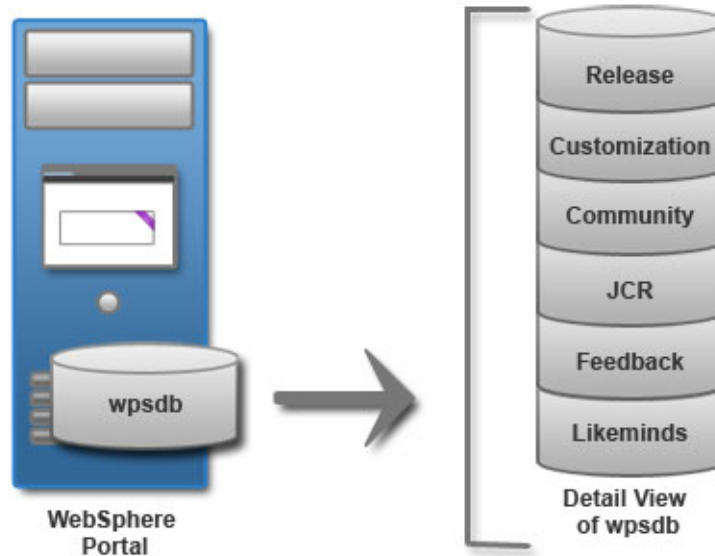 wpsdb
WebSphere
Portal
Release
Customization
Community
JCR
Feedback
Likeminds
Detail View
of wpsdb